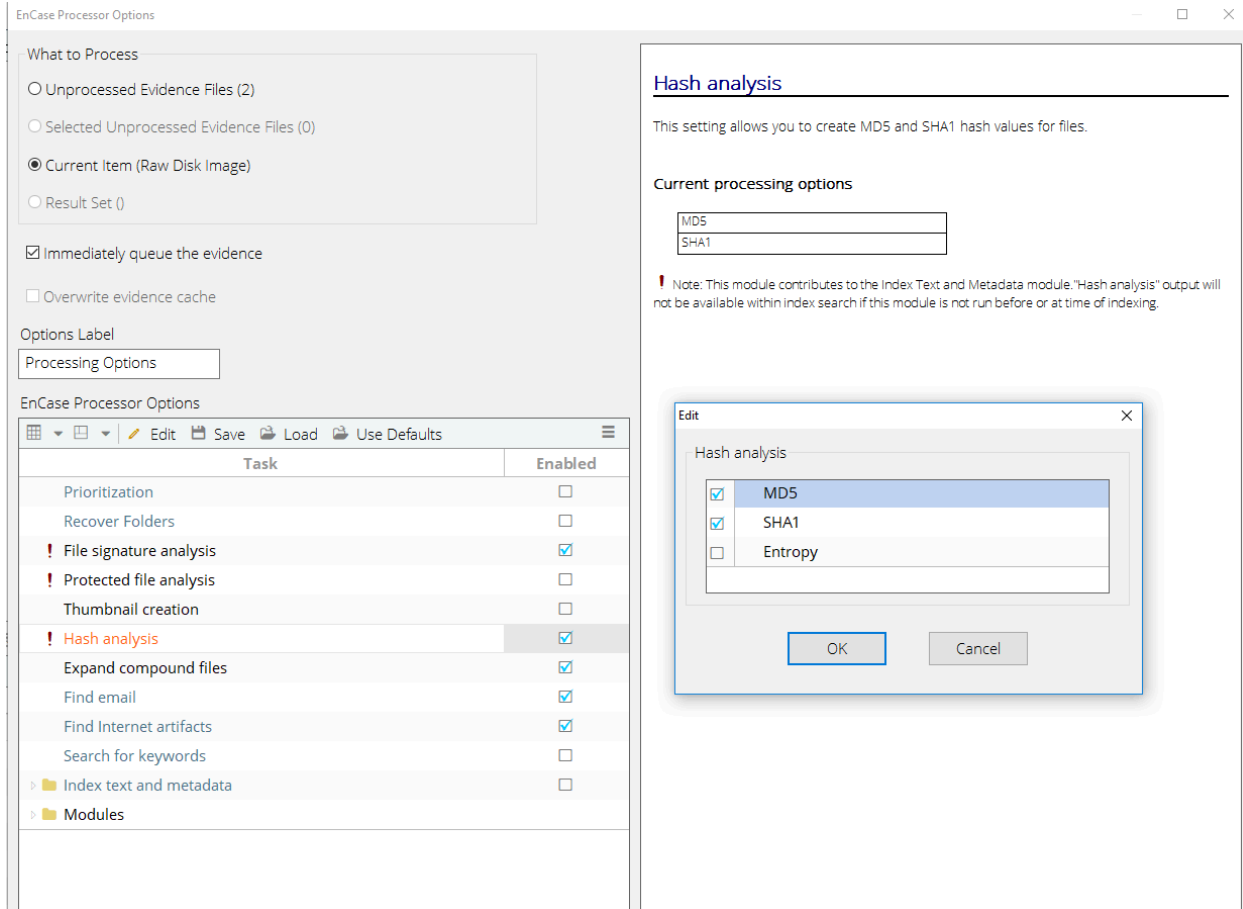 EnCase Processor Options
What to Process
Unprocessed Evidence Files (2)
Selected Unprocessed Evidence Files (0)
Current Item (Raw Disk Image)
Result Set ()
Immediately queue the evidence
Overwrite evidence cache
Options Label
Processing Options
EnCase Processor Options
Edit Save Load Use Defaults
Task Enabled
Prioritization
Recover Folders
! File signature analysis
! Protected file analysis
Thumbnail creation
! Hash analysis
Expand compound files
Find email
Find Internet artifacts
Search for keywords
Index text and metadata
Modules
Hash analysis
This setting allows you to create MD5 and SHA1 hash values for files.
Current processing options
MD5
SHA1
! Note: This module contributes to the Index Text and Metadata module."Hash analysis" output will
not be available within index search if this module is not run before or at time of indexing.
Edit
Hash analysis
MD5
SHA1
Entropy
OK Cancel